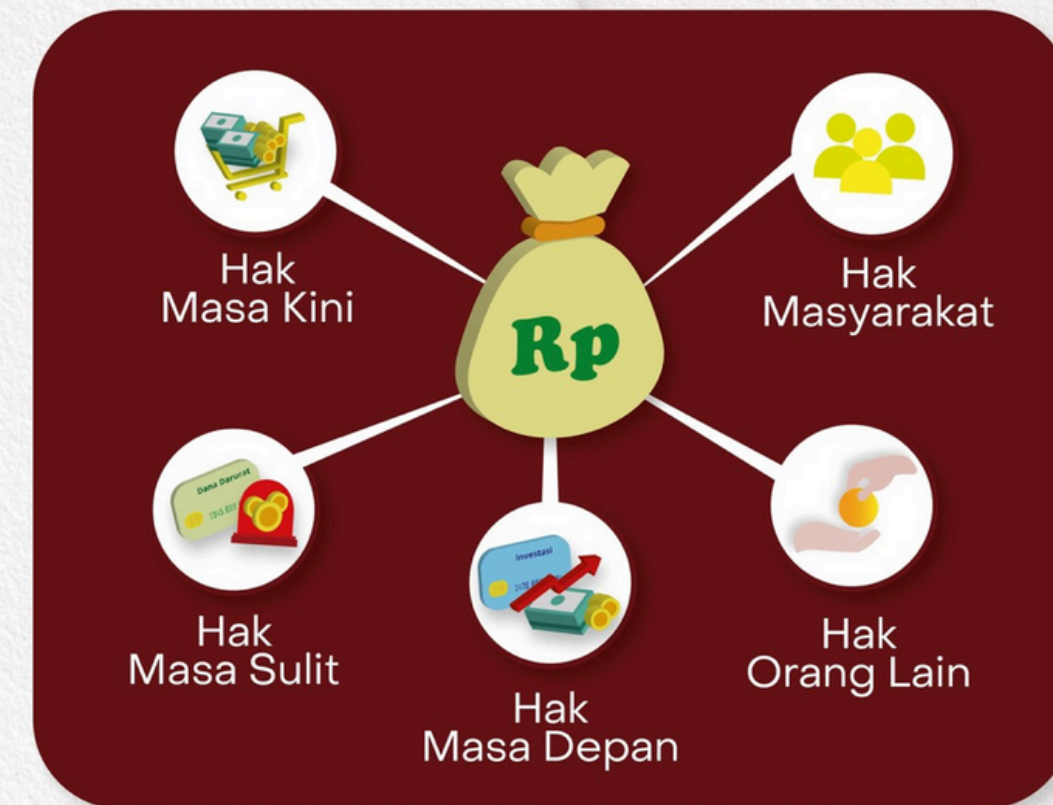 Hak
Masa Kini
Hak
Masyarakat
Rp
Dana Darurat
Hak
Masa Sulit
Investasi
Hak
Masa Depan
Hak
Orang Lain